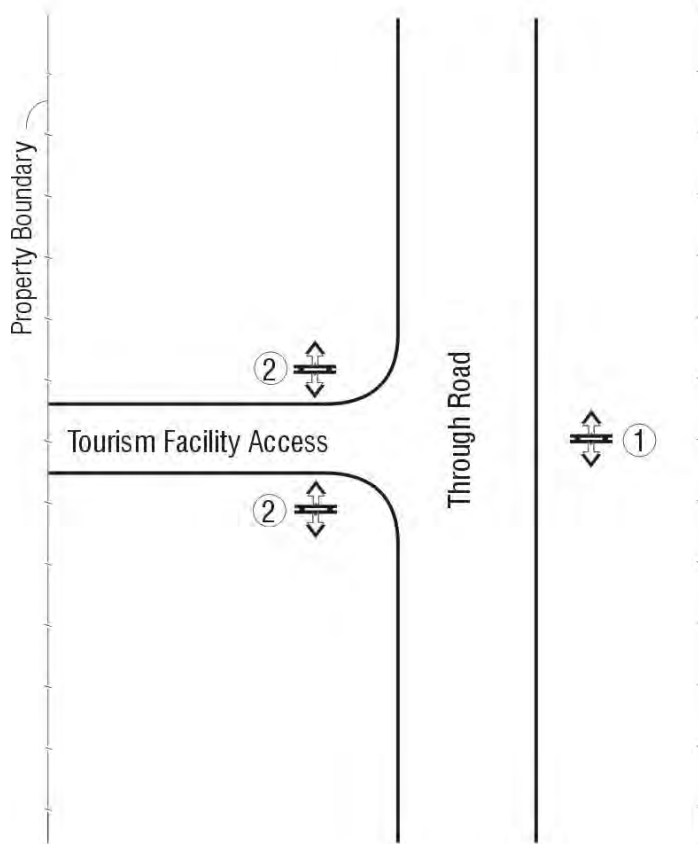 Property Boundary
②
Tourism Facility Access
②
Through Road
①